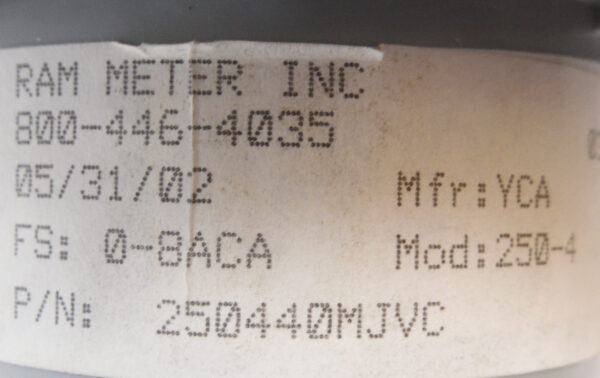 RAM METER INC
800-446-4035
05/31/02 Mfr:YCA
FS: 0-8ACA Mod:250-4
P/N: 250440MJVC